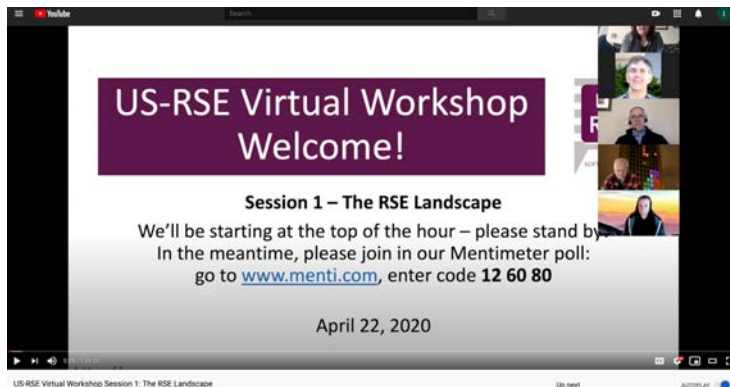 YouTube
Search
US-RSE Virtual Workshop
Welcome!
Session 1 – The RSE Landscape
We'll be starting at the top of the hour – please stand by.
In the meantime, please join in our Mentimeter poll:
go to www.menti.com, enter code 12 60 80
April 22, 2020
US-RSE Virtual Workshop Session 1: The RSE Landscape
Up next
AUTOPLAY